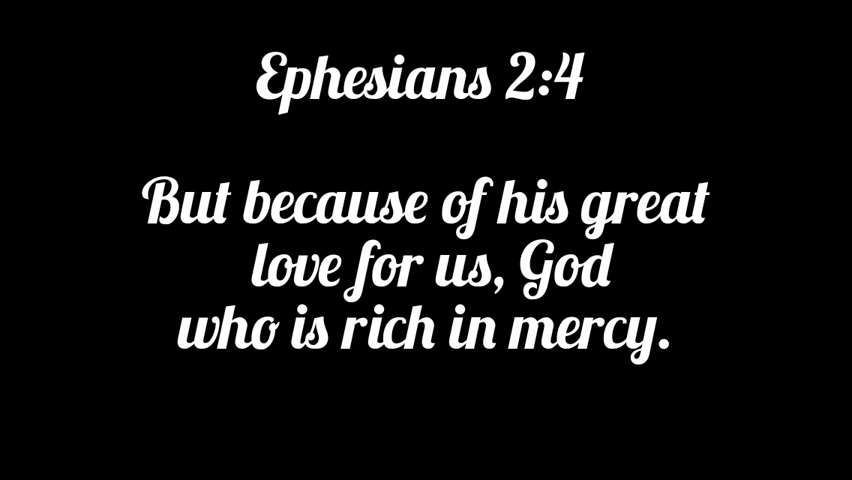 Ephesians 2:4
But because of his great
love for us, God
who is rich in mercy.